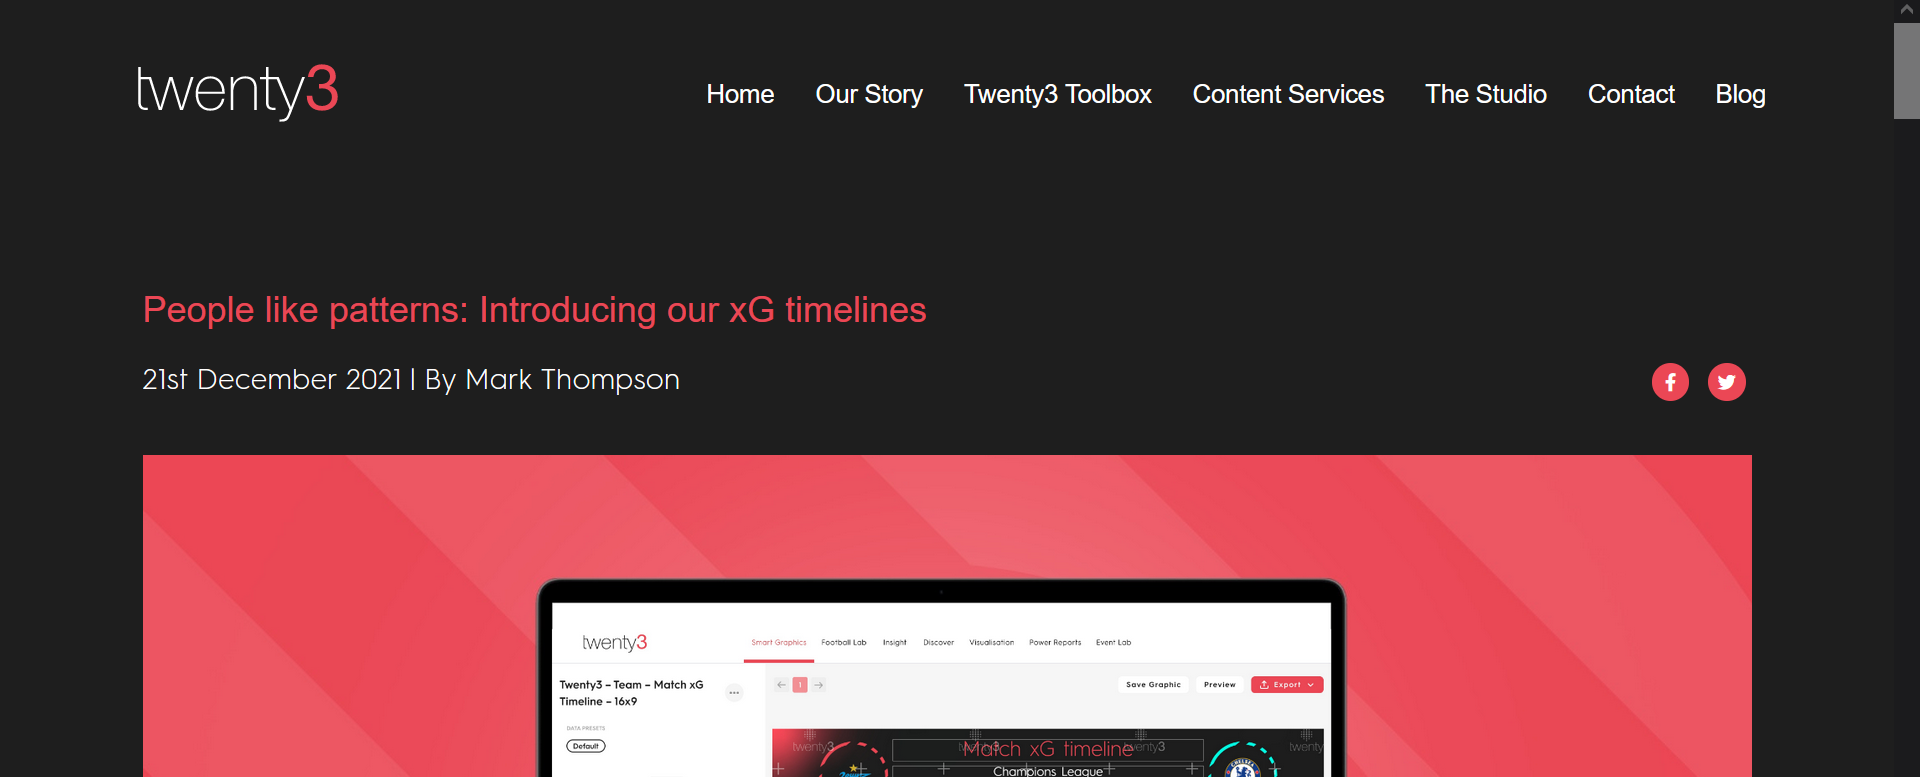 twenty3
Home Our Story Twenty3 Toolbox Content Services The Studio Contact Blog
People like patterns: Introducing our xG timelines
21st December 2021 | By Mark Thompson
twenty3
Smart Graphics Football Lab Insight Discover Visualisation Power Reports Event Lab
Twenty3 – Team – Match xG
Timeline – 16x9
...
1
Save Graphic Preview Export
DATA PRESETS
Default
twenty3 twenty3 twenty3 twenty
Match xG timeline
Champions League
CHELSEA